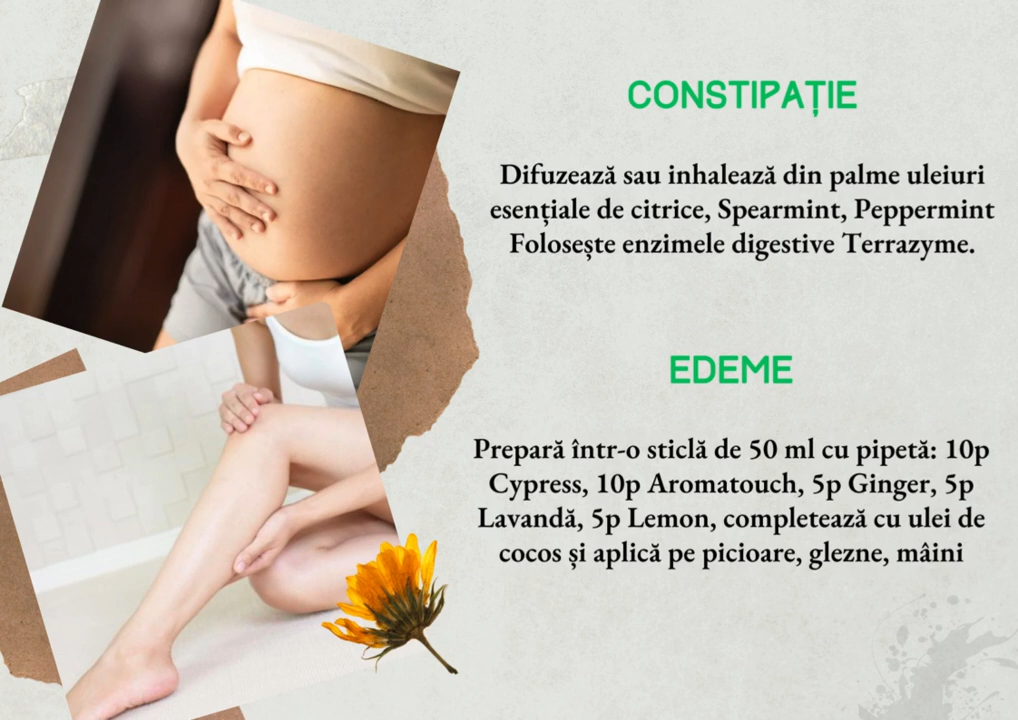 CONSTIPAȚIE
Difuzează sau inhalează din palme uleiuri
esențiale de citrice, Spearmint, Peppermint
Folosește enzimele digestive Terrazyme.
EDEME
Prepară într-o sticlă de 50 ml cu pipetă: 10p
Cypress, 10p Aromatouch, 5p Ginger, 5p
Lavandă, 5p Lemon, completează cu ulei de
cocos și aplică pe picioare, glezne, mâini